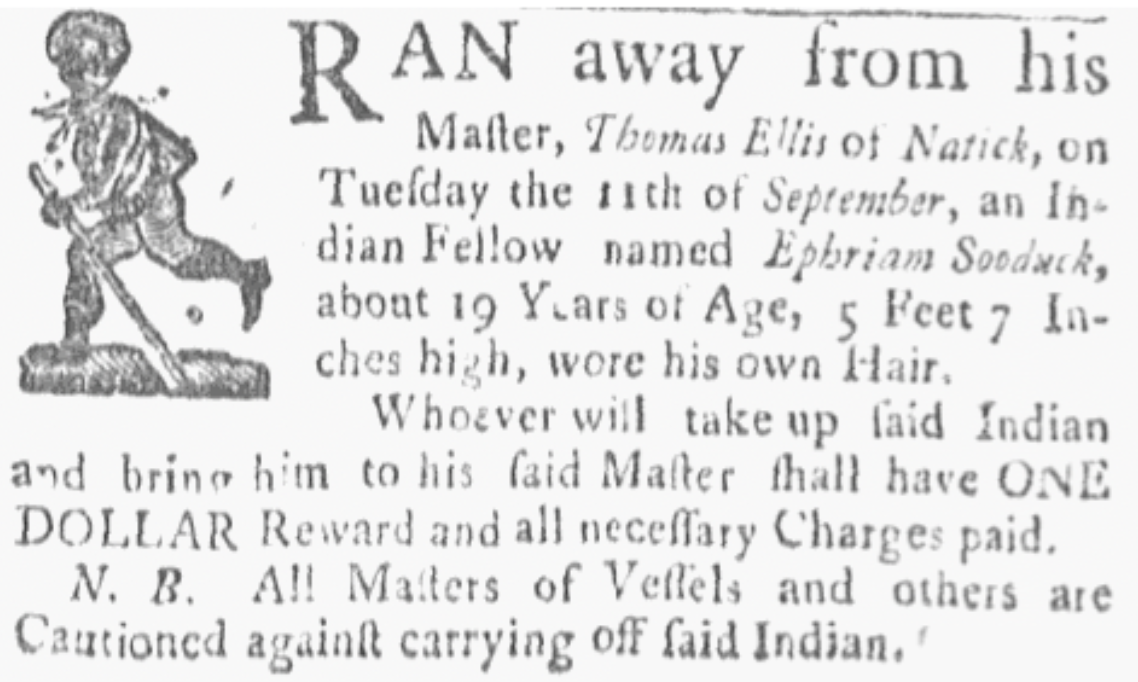 RAN away from his
Maſter, Thomas Ellis of Natick, on
Tueſday the 11th of September, an In-
dian Fellow named Ephriam Sooduck,
about 19 Years of Age, 5 Feet 7 In-
ches high, wore his own Hair.
Whoever will take up ſaid Indian
and bring him to his ſaid Maſter ſhall have ONE
DOLLAR Reward and all neceſſary Charges paid.
N. B. All Maſters of Veſſels and others are
Cautioned againſt carrying off ſaid Indian.